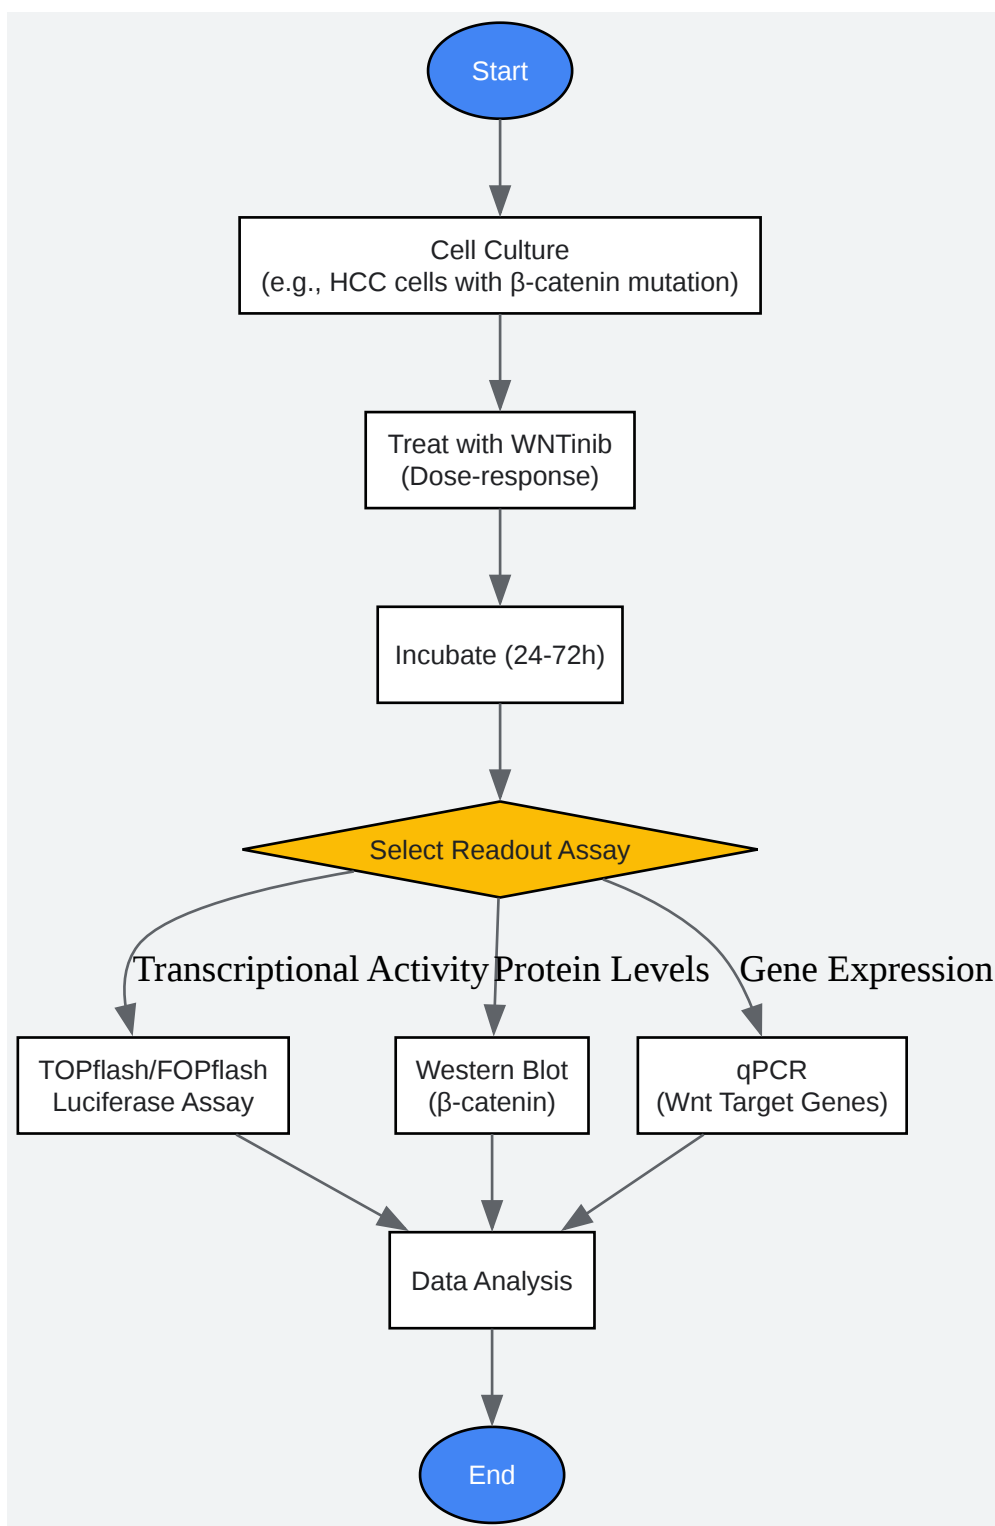 Start
Cell Culture
(e.g., HCC cells with β-catenin mutation)
Treat with WNTinib
(Dose-response)
Incubate (24-72h)
Select Readout Assay
Transcriptional Activity
Protein Levels
Gene Expression
TOPflash/FOPflash
Luciferase Assay
Western Blot
(β-catenin)
qPCR
(Wnt Target Genes)
Data Analysis
End